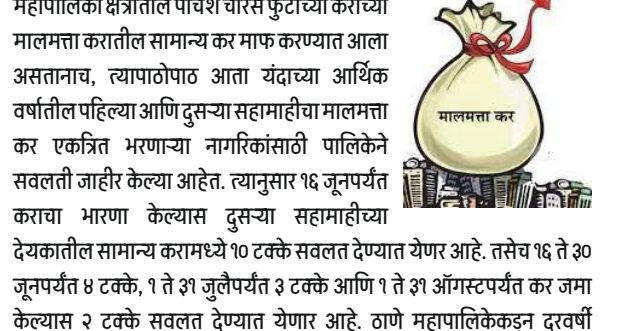 महापालिका क्षेत्रातील पाचशे चौरस फुटाच्या कराच्या
मालमत्ता करातील सामान्य कर माफ करण्यात आला
असतानाच, त्यापाठोपाठ आता यंदाच्या आर्थिक
वर्षातील पहिल्या आणि दुसऱ्या सहामाहीचा मालमत्ता
कर एकत्रित भरणाऱ्या नागरिकांसाठी पालिकेने
सवलती जाहीर केल्या आहेत. त्यानुसार १६ जूनपर्यंत
कराचा भारणा केल्यास दुसऱ्या सहामाहीच्या
मालमत्ता कर
देयकातील सामान्य करामध्ये १० टक्के सवलत देण्यात येणर आहे. तसेच १६ ते ३०
जूनपर्यंत ४ टक्के, १ ते ३१ जुलैपर्यंत ३ टक्के आणि १ ते ३१ ऑगस्टपर्यंत कर जमा
केल्यास २ टक्के सवलत देण्यात येणार आहे. ठाणे महापालिकेकडून दरवर्षी